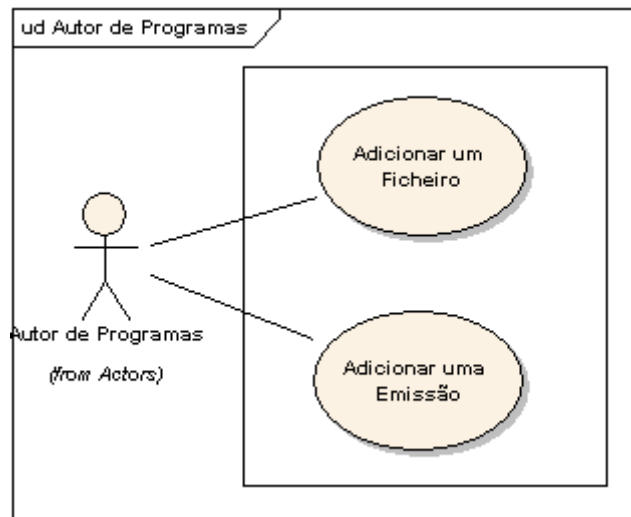 ud Autor de Programas
Adicionar um
Ficheiro
Autor de Programas
(from Actors)
Adicionar uma
Emissão